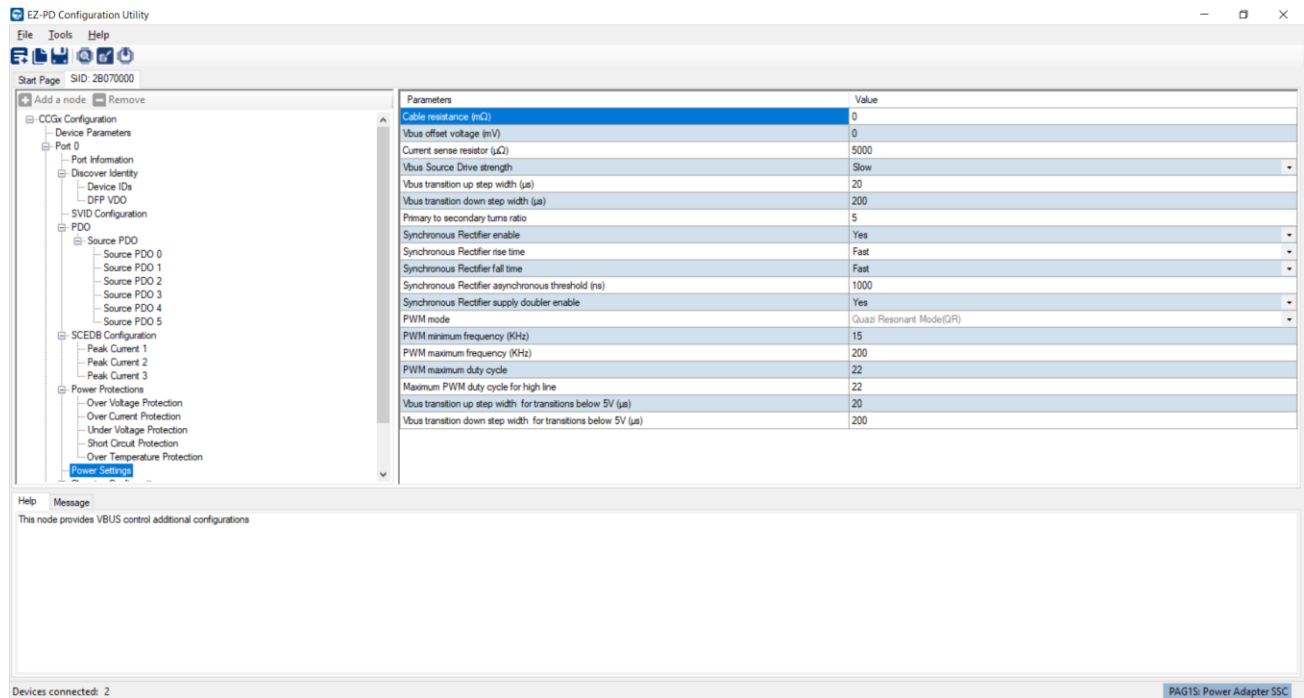 EZ-PD Configuration Utility
File Tools Help
Start Page SIID: 2B070000
Add a node Remove
CCGx Configuration
Device Parameters
Port 0
Port Information
Discover Identity
Device IDs
DFP VDO
SVID Configuration
PDO
Source PDO
Source PDO 0
Source PDO 1
Source PDO 2
Source PDO 3
Source PDO 4
Source PDO 5
SCEDB Configuration
Peak Current 1
Peak Current 2
Peak Current 3
Power Protections
Over Voltage Protection
Over Current Protection
Under Voltage Protection
Short Circuit Protection
Over Temperature Protection
Power Settings
Parameters Value
Cable resistance (mΩ) 0
Vbus offset voltage (mV) 0
Current sense resistor (μΩ) 5000
Vbus Source Drive strength Slow
Vbus transition up step width (μs) 20
Vbus transition down step width (μs) 200
Primary to secondary turns ratio 5
Synchronous Rectifier enable Yes
Synchronous Rectifier rise time Fast
Synchronous Rectifier fall time Fast
Synchronous Rectifier asynchronous threshold (ns) 1000
Synchronous Rectifier supply doubler enable Yes
PWM mode Quazi Resonant Mode(QR)
PWM minimum frequency (KHz) 15
PWM maximum frequency (KHz) 200
PWM maximum duty cycle 22
Maximum PWM duty cycle for high line 22
Vbus transition up step width for transitions below 5V (μs) 20
Vbus transition down step width for transitions below 5V (μs) 200
Help Message
This node provides VBUS control additional configurations
Devices connected: 2 PAG1S: Power Adapter SSC